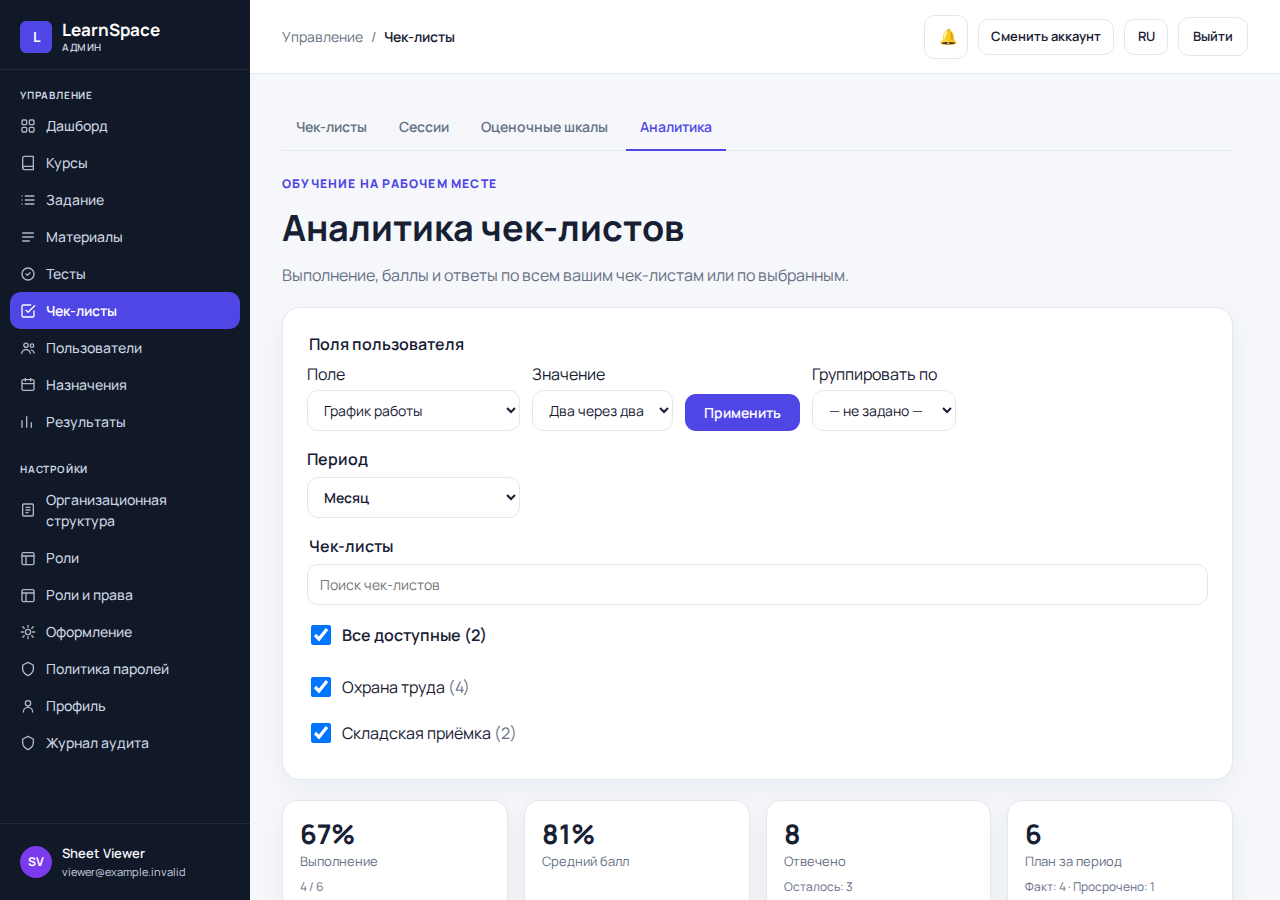 L
LearnSpace
АДМИН
УПРАВЛЕНИЕ
Дашборд
Курсы
Задание
Материалы
Тесты
Чек-листы
Пользователи
Назначения
Результаты
НАСТРОЙКИ
Организационная
структура
Роли
Роли и права
Оформление
Политика паролей
Профиль
Журнал аудита
SV
Sheet Viewer
viewer@example.invalid
Управление / Чек-листы
Сменить аккаунт
RU
Выйти
Чек-листы
Сессии
Оценочные шкалы
Аналитика
ОБУЧЕНИЕ НА РАБОЧЕМ МЕСТЕ
Аналитика чек-листов
Выполнение, баллы и ответы по всем вашим чек-листам или по выбранным.
Поля пользователя
Поле
Значение
Группировать по
График работы
Два через два
Применить
— не задано —
Период
Месяц
Чек-листы
Поиск чек-листов
Все доступные (2)
Охрана труда (4)
Складская приёмка (2)
67%
Выполнение
4 / 6
81%
Средний балл
8
Отвечено
Осталось: 3
6
План за период
Факт: 4 · Просрочено: 1